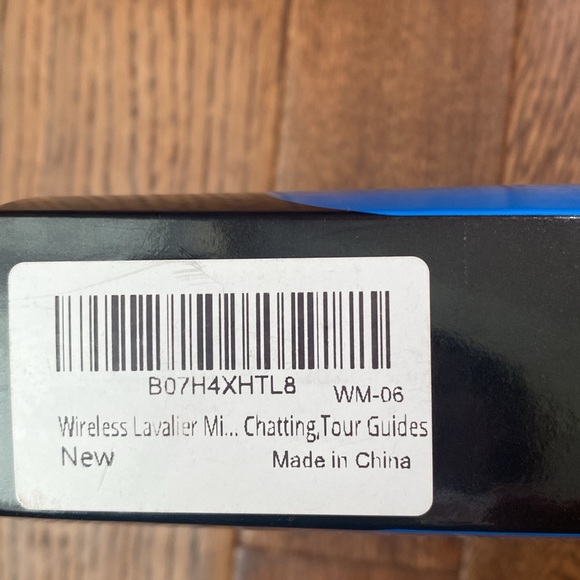 B07H4XHTL8
WM-06
Wireless Lavalier Mi... Chatting,Tour Guides
New
Made in China